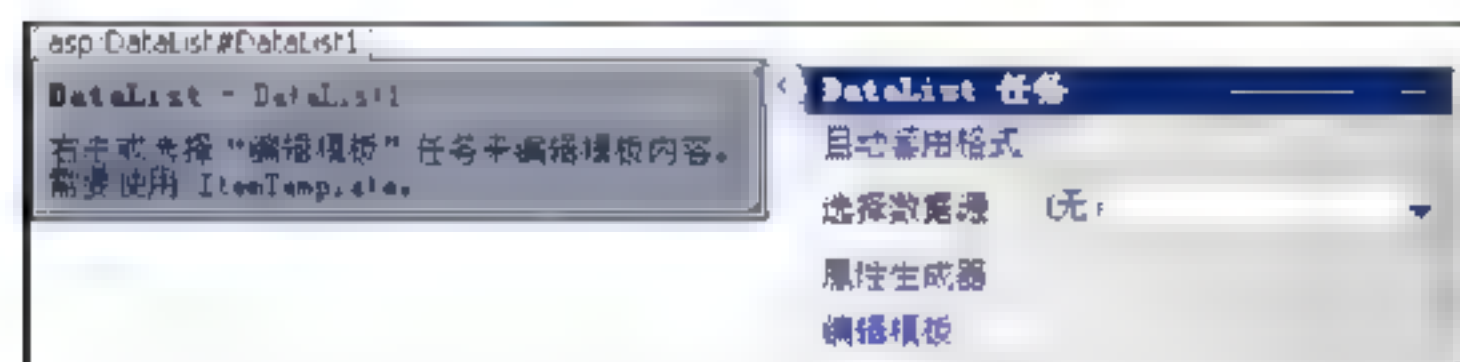 asp:DataList#DataList1
DataList - DataList1
右击或选择“编辑模板”任务来编辑模板内容。
需要使用 ItemTemplate。
DataList 任务
自动套用格式
选择数据源 (无)
属性生成器
编辑模板